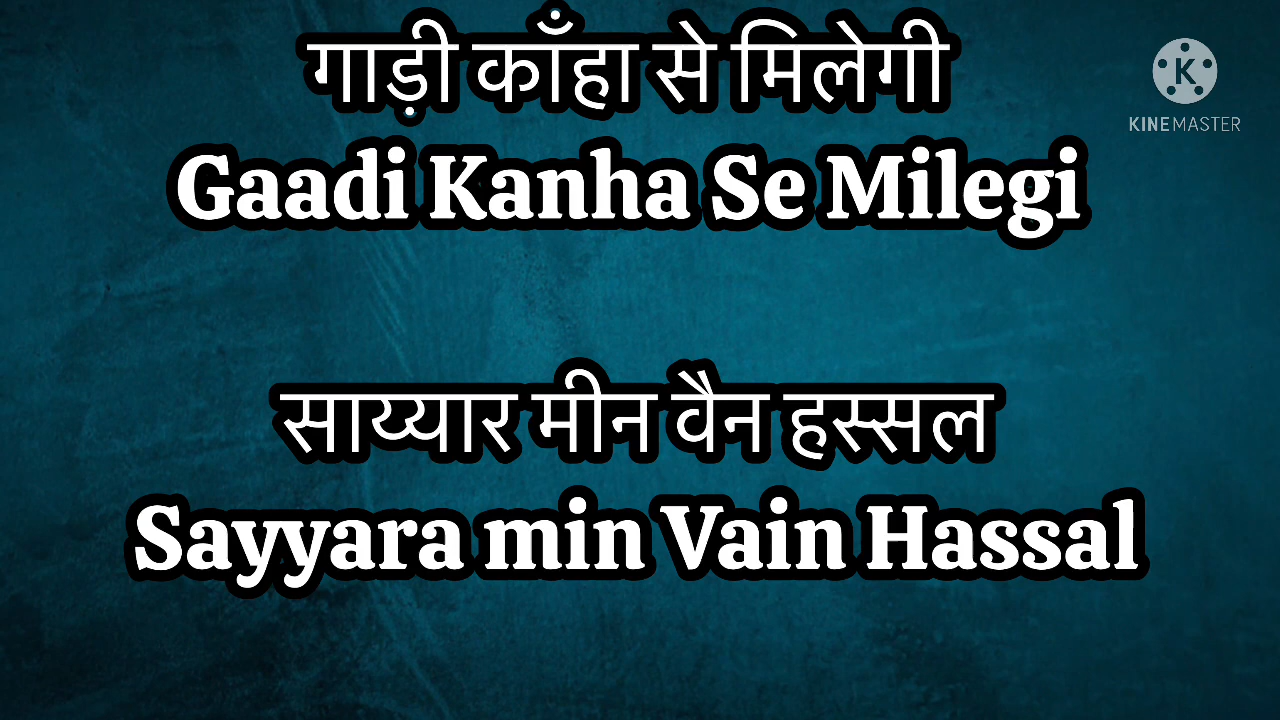 गाड़ी काँहा से मिलेगी
K
KINEMASTER
Gaadi Kanha Se Milegi
साय्यार मीन वैन हस्सल
Sayyara min Vain Hassal